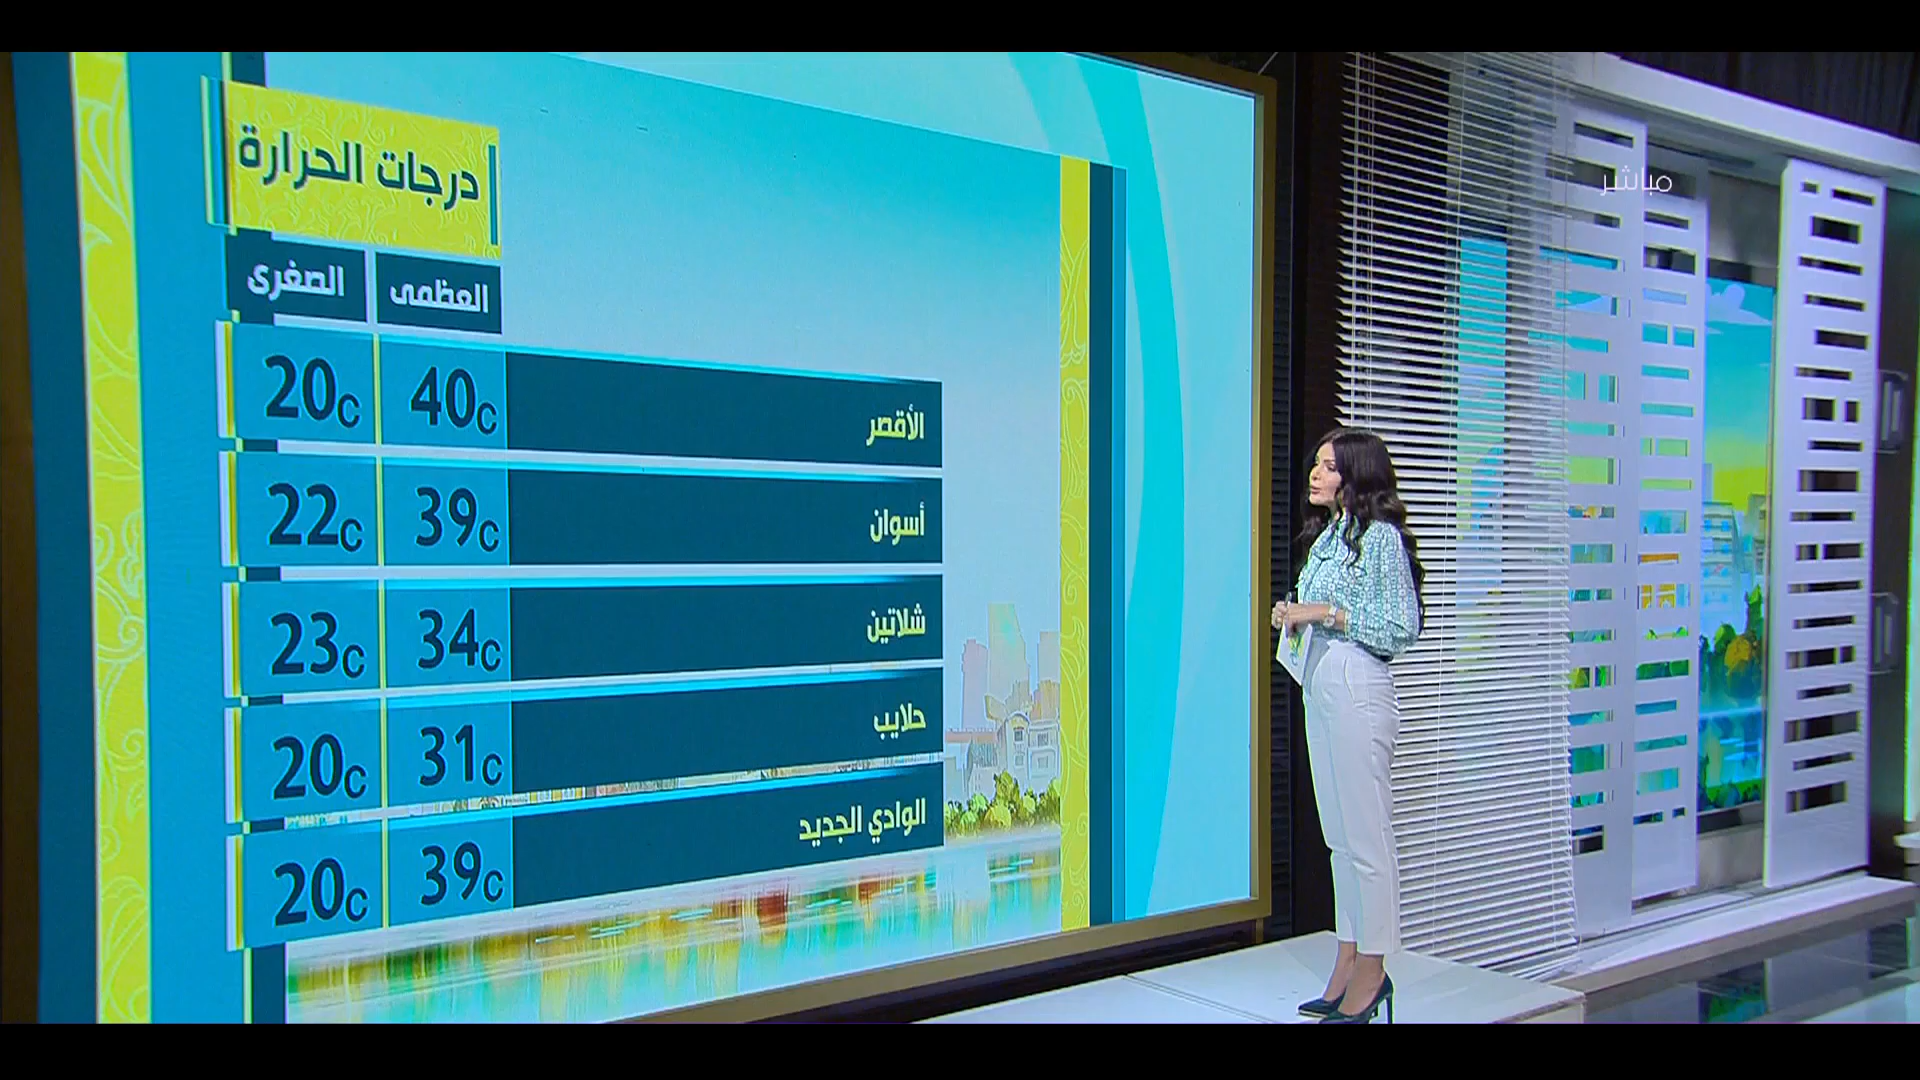 مباشر
درجات الحرارة
العظمى الصغرى
الأقصر 40c 20c
أسوان 39c 22c
شلاتين 34c 23c
حلايب 31c 20c
الوادي الجديد 39c 20c